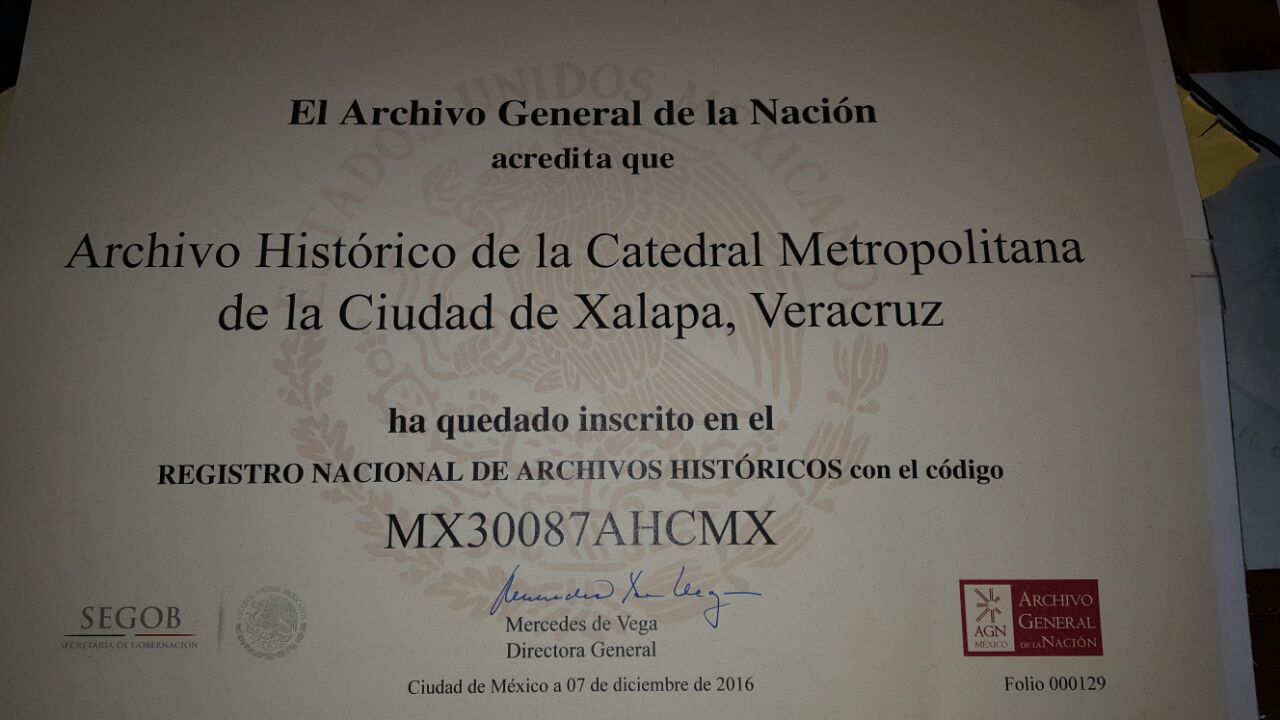 El Archivo General de la Nación
acredita que
Archivo Histórico de la Catedral Metropolitana
de la Ciudad de Xalapa, Veracruz
ha quedado inscrito en el
REGISTRO NACIONAL DE ARCHIVOS HISTÓRICOS con el código
MX30087AHCMX
Mercedes de Vega
Directora General
Ciudad de México a 07 de diciembre de 2016
SEGOB
SECRETARÍA DE GOBERNACIÓN
ESTADOS UNIDOS MEXICANOS
AGN
MÉXICO
ARCHIVO
GENERAL
DE LA NACIÓN
Folio 000129